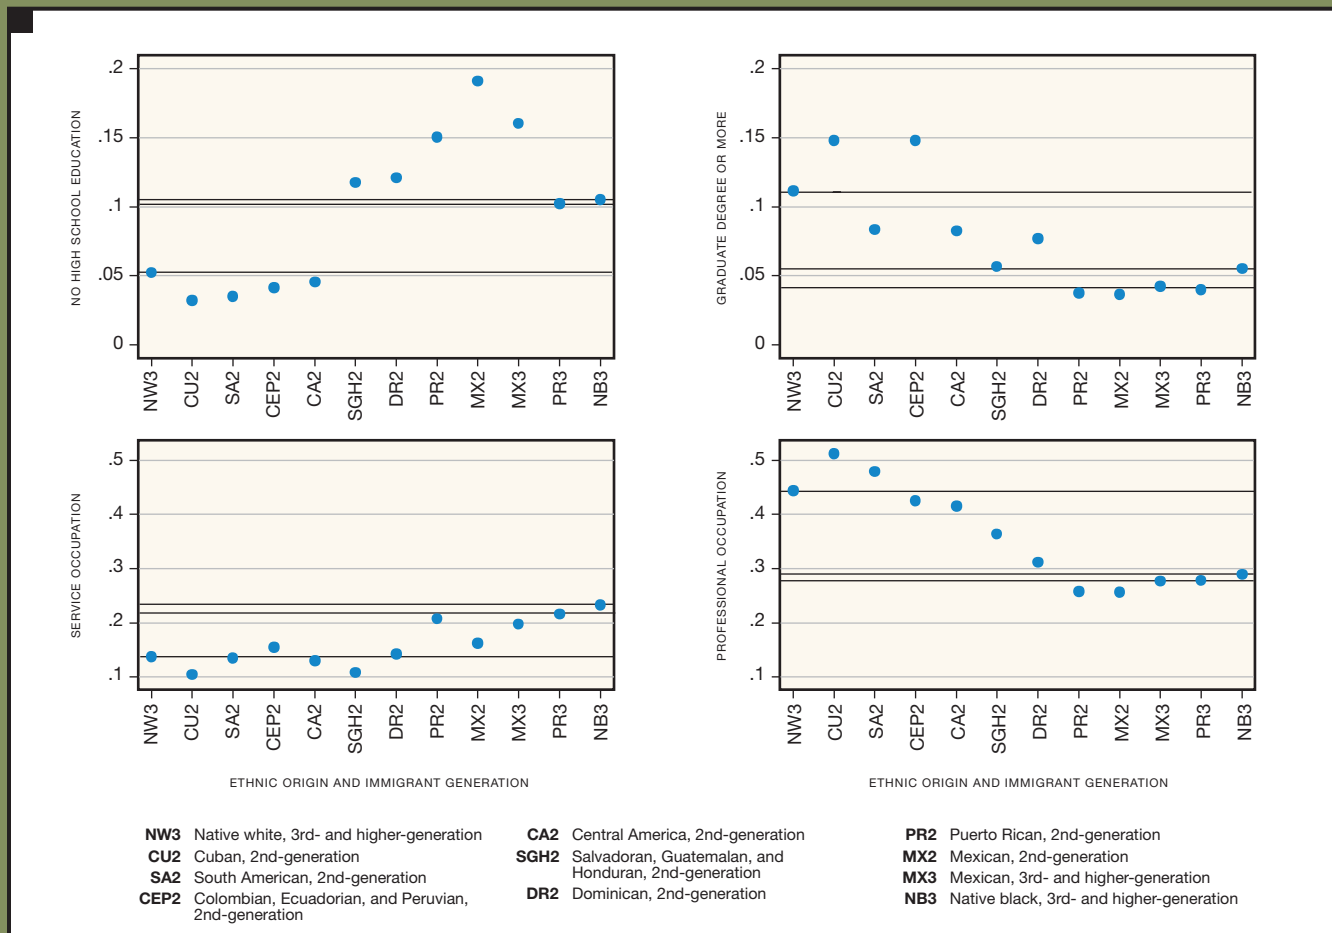 NO HIGH SCHOOL EDUCATION
.2
.15
.1
.05
0
NW3
CU2
SA2
CEP2
CA2
SGH2
DR2
PR2
MX2
MX3
PR3
NB3
GRADUATE DEGREE OR MORE
.2
.15
.1
.05
0
NW3
CU2
SA2
CEP2
CA2
SGH2
DR2
PR2
MX2
MX3
PR3
NB3
SERVICE OCCUPATION
.5
.4
.3
.2
.1
NW3
CU2
SA2
CEP2
CA2
SGH2
DR2
PR2
MX2
MX3
PR3
NB3
ETHNIC ORIGIN AND IMMIGRANT GENERATION
PROFESSIONAL OCCUPATION
.5
.4
.3
.2
.1
NW3
CU2
SA2
CEP2
CA2
SGH2
DR2
PR2
MX2
MX3
PR3
NB3
ETHNIC ORIGIN AND IMMIGRANT GENERATION
NW3 Native white, 3rd- and higher-generation
CU2 Cuban, 2nd-generation
SA2 South American, 2nd-generation
CEP2 Colombian, Ecuadorian, and Peruvian,
2nd-generation
CA2 Central America, 2nd-generation
SGH2 Salvadoran, Guatemalan, and
Honduran, 2nd-generation
DR2 Dominican, 2nd-generation
PR2 Puerto Rican, 2nd-generation
MX2 Mexican, 2nd-generation
MX3 Mexican, 3rd- and higher-generation
NB3 Native black, 3rd- and higher-generation